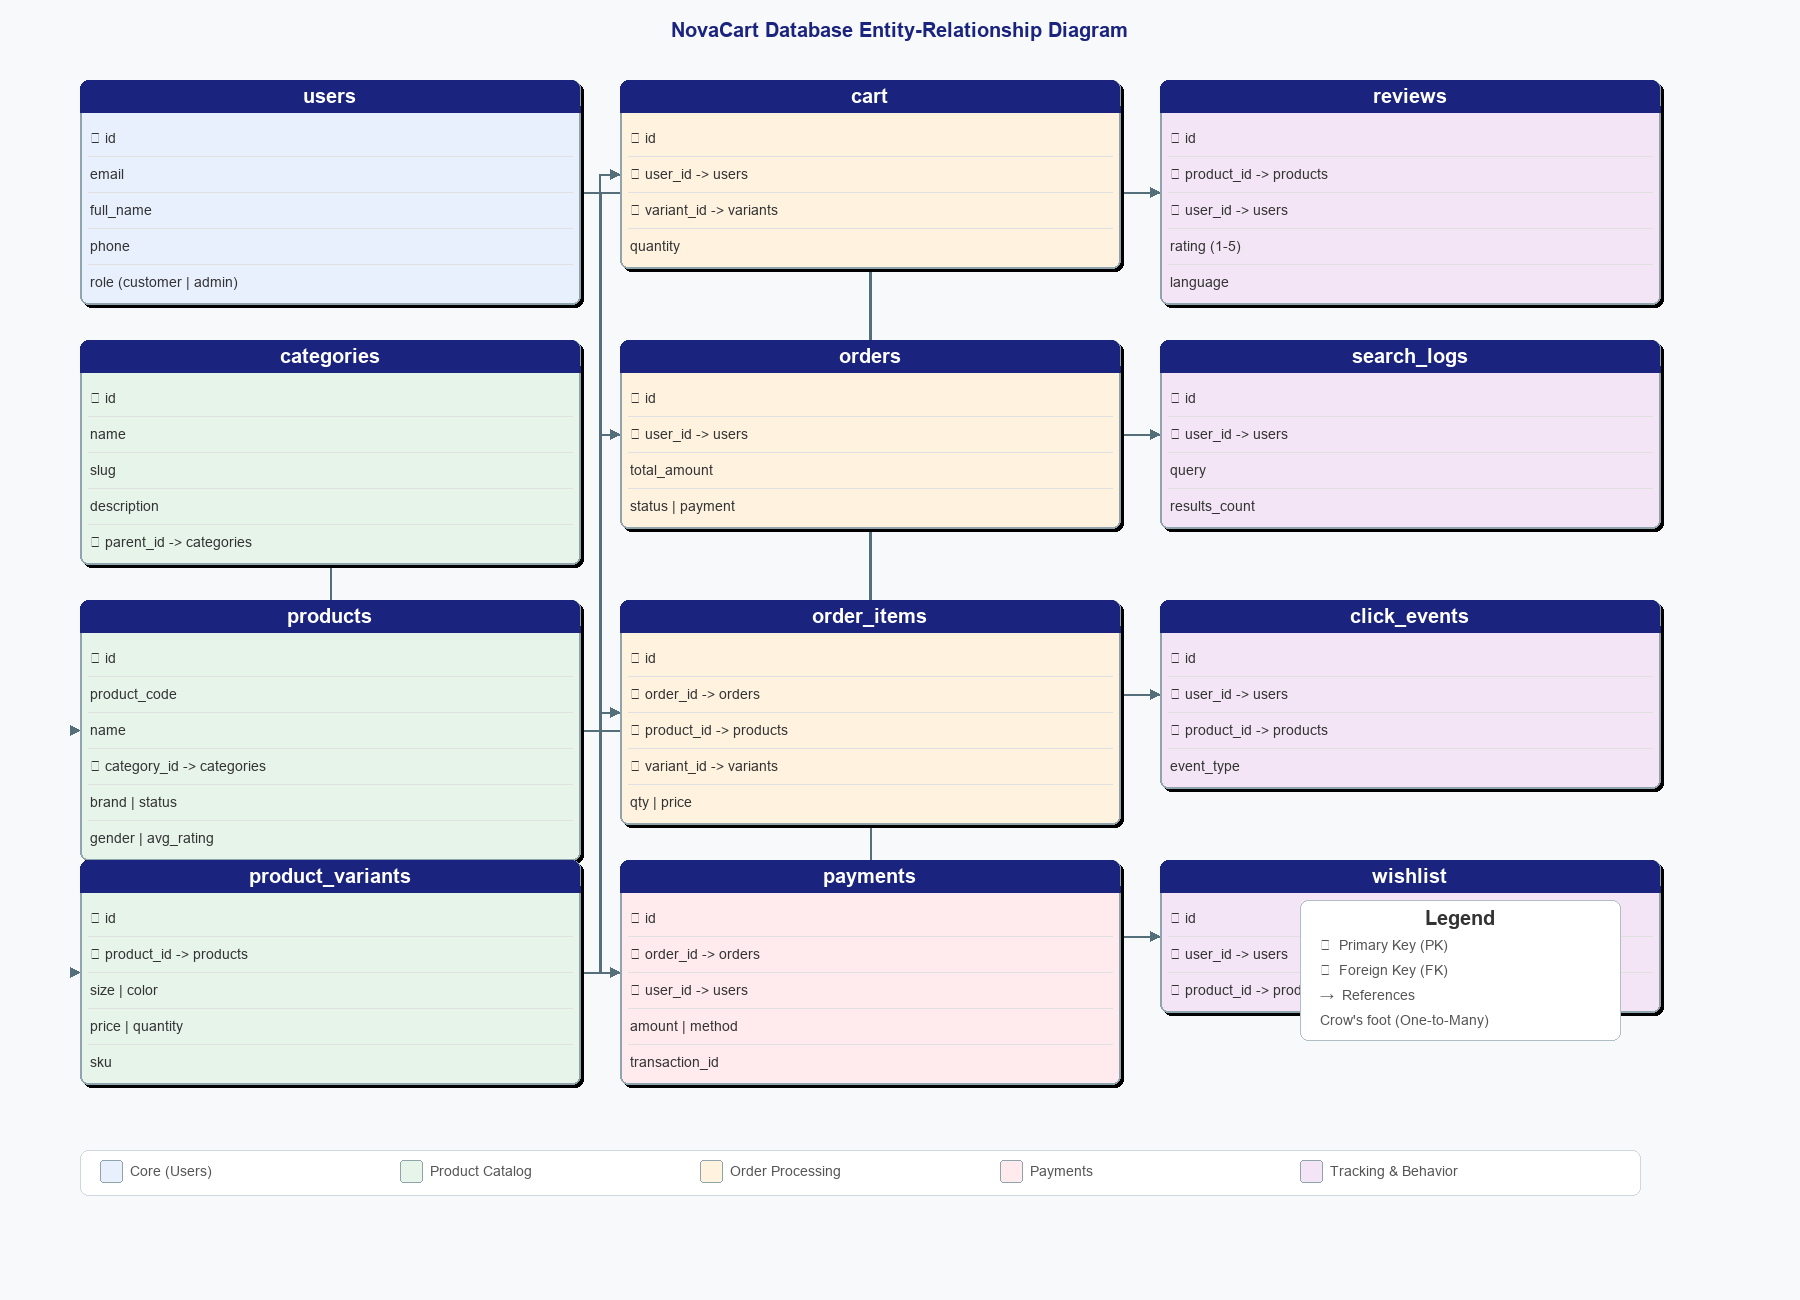 NovaCart Database Entity-Relationship Diagram
users
id
email
full_name
phone
role (customer | admin)
cart
id
user_id -> users
variant_id -> variants
quantity
reviews
id
product_id -> products
user_id -> users
rating (1-5)
language
categories
id
name
slug
description
parent_id -> categories
orders
id
user_id -> users
total_amount
status | payment
search_logs
id
user_id -> users
query
results_count
products
id
product_code
name
category_id -> categories
brand | status
gender | avg_rating
order_items
id
order_id -> orders
product_id -> products
variant_id -> variants
qty | price
click_events
id
user_id -> users
product_id -> products
event_type
product_variants
id
product_id -> products
size | color
price | quantity
sku
payments
id
order_id -> orders
user_id -> users
amount | method
transaction_id
wishlist
id
user_id -> users
product_id -> prod
Legend
Primary Key (PK)
Foreign Key (FK)
→ References
Crow's foot (One-to-Many)
Core (Users)
Product Catalog
Order Processing
Payments
Tracking & Behavior